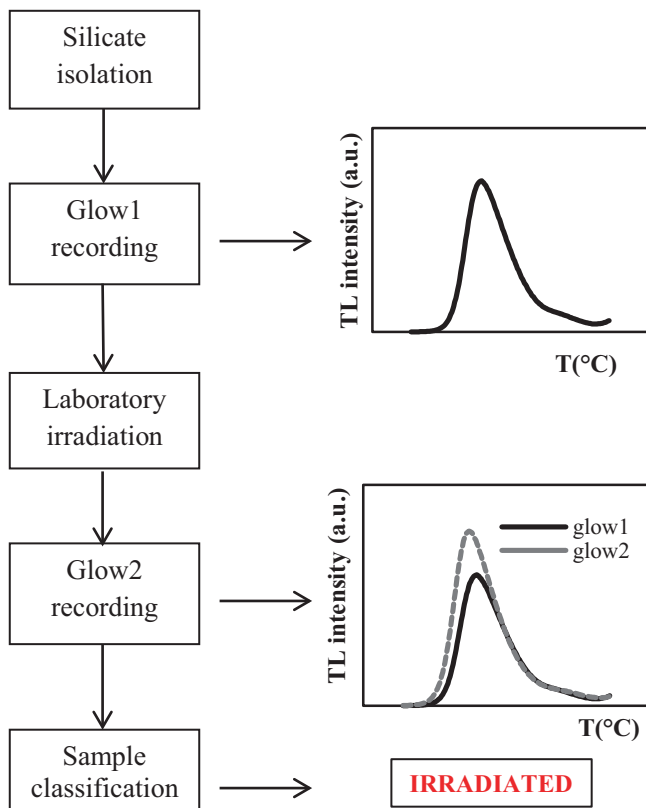 Silicate
isolation
Glow1
recording
TL intensity (a.u.)
T(°C)
Laboratory
irradiation
Glow2
recording
TL intensity (a.u.)
glow1
glow2
T(°C)
Sample
classification
IRRADIATED